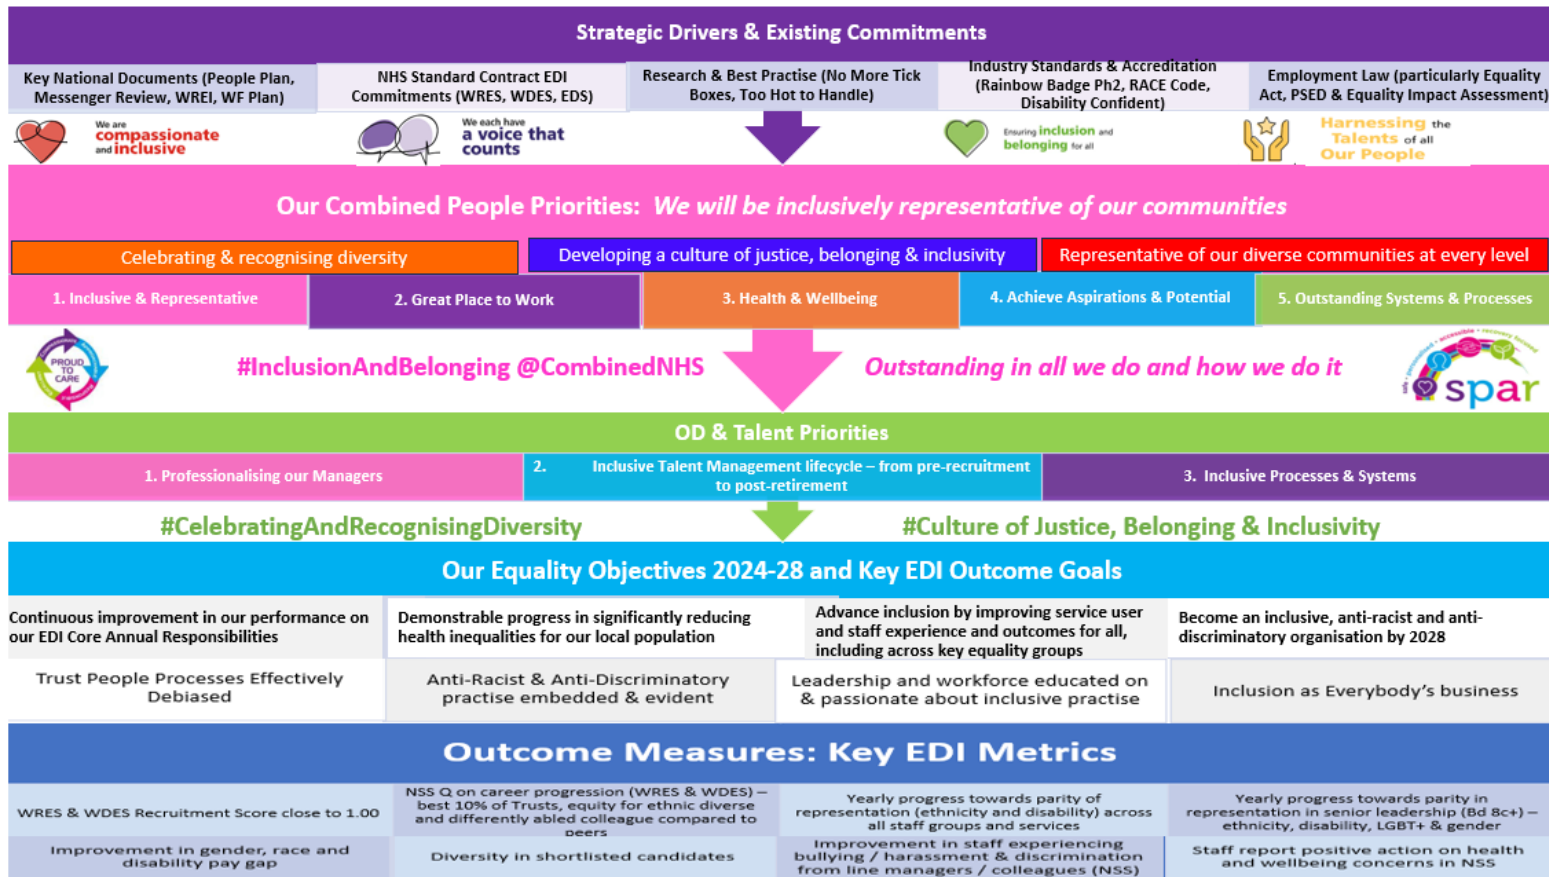 Strategic Drivers & Existing Commitments
Key National Documents (People Plan,
Messenger Review, WREI, WF Plan)
NHS Standard Contract EDI
Commitments (WRES, WDES, EDS)
Research & Best Practise (No More Tick
Boxes, Too Hot to Handle)
Industry Standards & Accreditation
(Rainbow Badge Ph2, RACE Code,
Disability Confident)
Employment Law (particularly Equality
Act, PSED & Equality Impact Assessment)
We are
compassionate
and inclusive
We each have
a voice that
counts
Ensuring inclusion and
belonging for all
Harnessing the
Talents of all
Our People
Our Combined People Priorities: We will be inclusively representative of our communities
Celebrating & recognising diversity
Developing a culture of justice, belonging & inclusivity
Representative of our diverse communities at every level
1. Inclusive & Representative
2. Great Place to Work
3. Health & Wellbeing
4. Achieve Aspirations & Potential
5. Outstanding Systems & Processes
PROUD
TO
CARE
#InclusionAndBelonging @CombinedNHS
Outstanding in all we do and how we do it
safe • personalised • accessible • recovery focused
spar
OD & Talent Priorities
1. Professionalising our Managers
2. Inclusive Talent Management lifecycle – from pre-recruitment
to post-retirement
3. Inclusive Processes & Systems
#CelebratingAndRecognisingDiversity
#Culture of Justice, Belonging & Inclusivity
Our Equality Objectives 2024-28 and Key EDI Outcome Goals
Continuous improvement in our performance on
our EDI Core Annual Responsibilities
Demonstrable progress in significantly reducing
health inequalities for our local population
Advance inclusion by improving service user
and staff experience and outcomes for all,
including across key equality groups
Become an inclusive, anti-racist and anti-
discriminatory organisation by 2028
Trust People Processes Effectively
Debiased
Anti-Racist & Anti-Discriminatory
practise embedded & evident
Leadership and workforce educated on
& passionate about inclusive practise
Inclusion as Everybody's business
Outcome Measures: Key EDI Metrics
WRES & WDES Recruitment Score close to 1.00
NSS Q on career progression (WRES & WDES) –
best 10% of Trusts, equity for ethnic diverse
and differently abled colleague compared to
peers
Yearly progress towards parity of
representation (ethnicity and disability) across
all staff groups and services
Yearly progress towards parity in
representation in senior leadership (Bd 8c+) –
ethnicity, disability, LGBT+ & gender
Improvement in gender, race and
disability pay gap
Diversity in shortlisted candidates
Improvement in staff experiencing
bullying / harassment & discrimination
from line managers / colleagues (NSS)
Staff report positive action on health
and wellbeing concerns in NSS